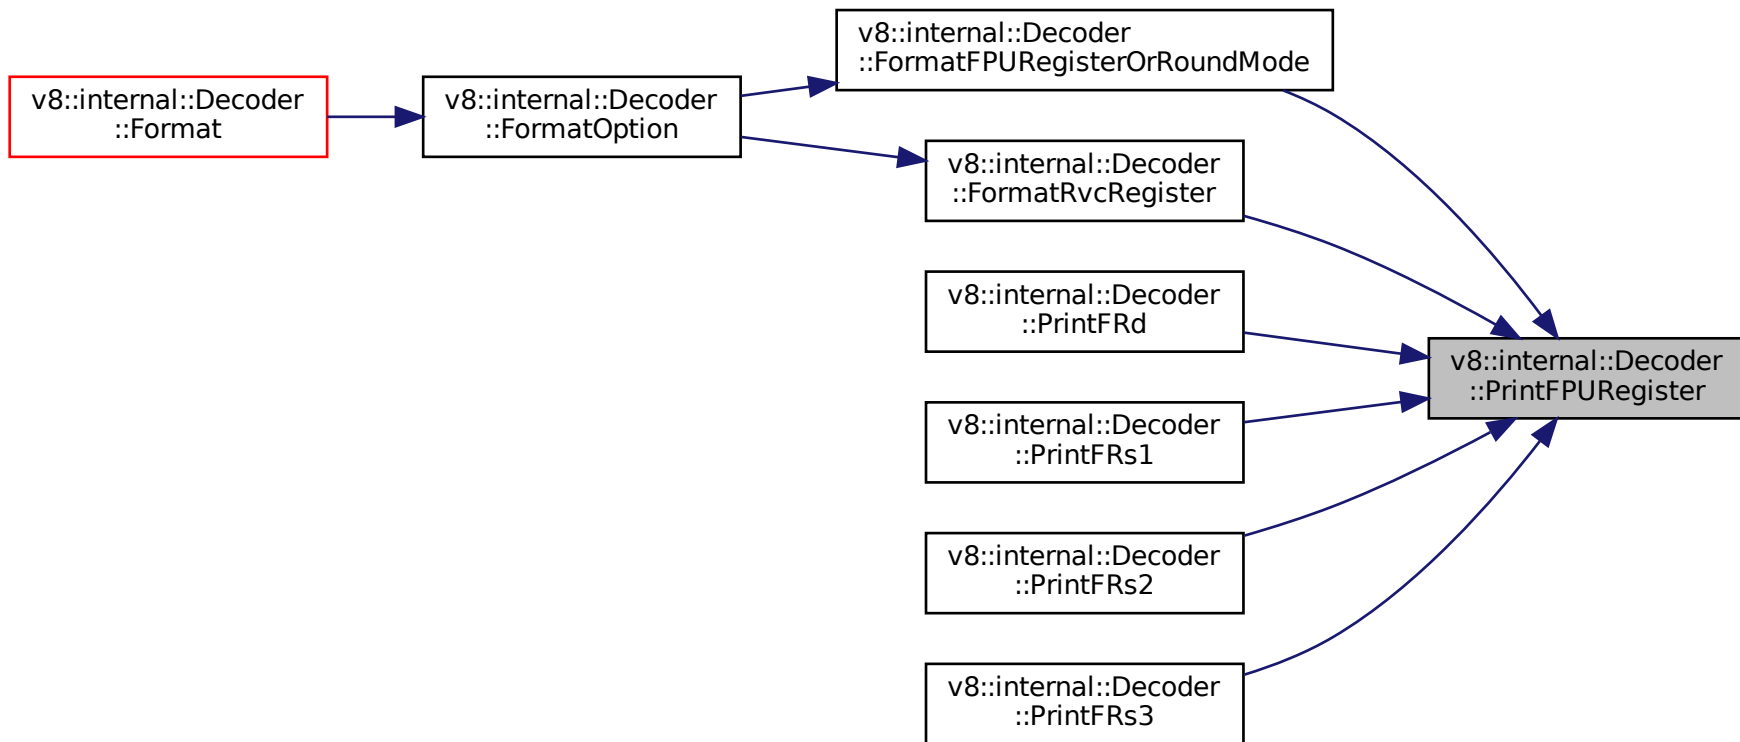 v8::internal::Decoder
::FormatFPURegisterOrRoundMode
v8::internal::Decoder
::Format
v8::internal::Decoder
::FormatOption
v8::internal::Decoder
::FormatRvcRegister
v8::internal::Decoder
::PrintFRd
v8::internal::Decoder
::PrintFPURegister
v8::internal::Decoder
::PrintFRs1
v8::internal::Decoder
::PrintFRs2
v8::internal::Decoder
::PrintFRs3